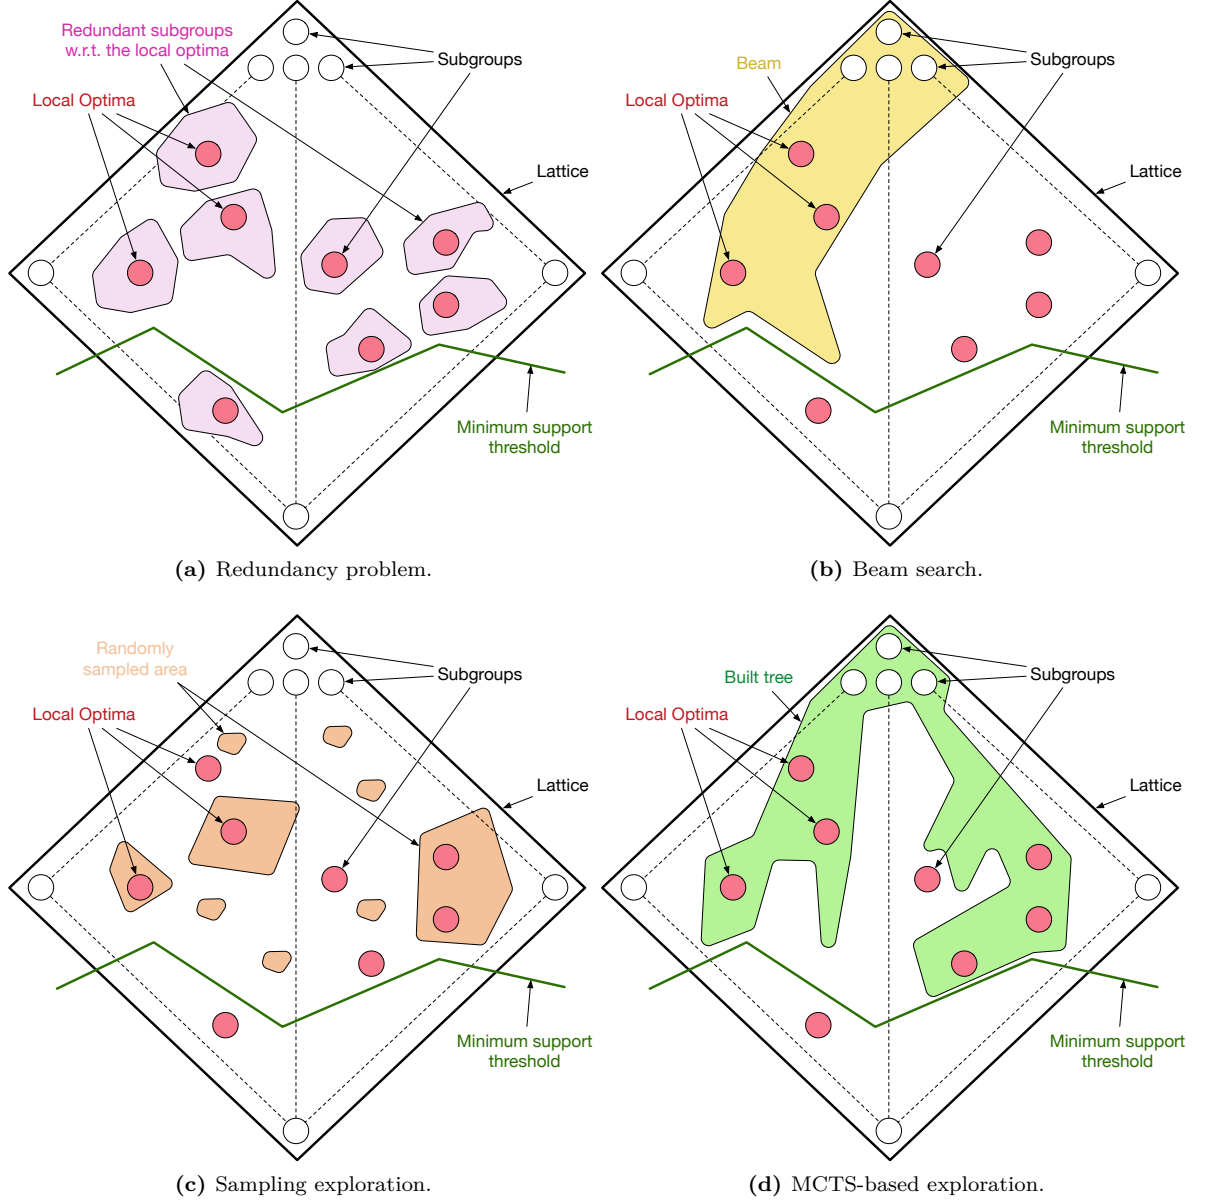 Redundant subgroups
w.r.t. the local optima
Subgroups
Local Optima
Lattice
Minimum support
threshold
(a) Redundancy problem.
Beam
Subgroups
Local Optima
Lattice
Minimum support
threshold
(b) Beam search.
Randomly
sampled area
Subgroups
Local Optima
Lattice
Minimum support
threshold
(c) Sampling exploration.
Built tree
Subgroups
Local Optima
Lattice
Minimum support
threshold
(d) MCTS-based exploration.